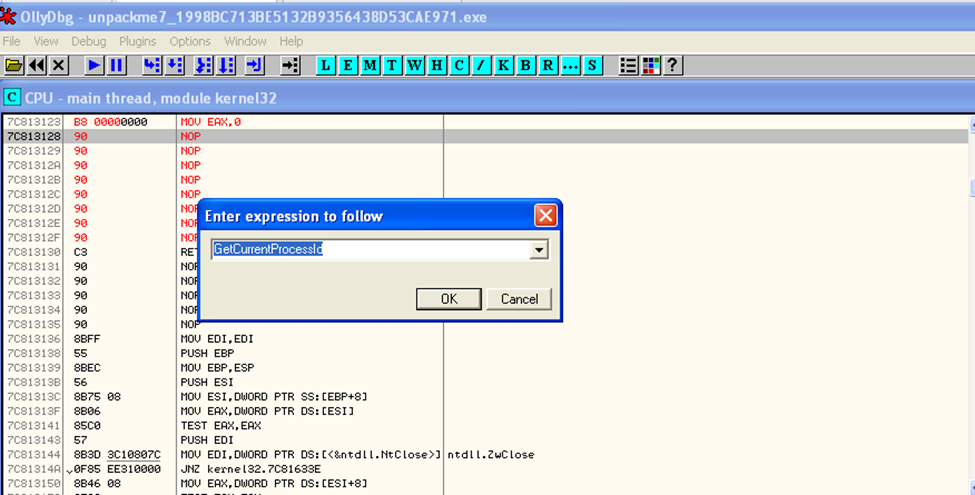 OllyDbg - unpackme7_1998BC713BE5132B9356438D53CAE971.exe
File View Debug Plugins Options Window Help
L E M T W H C / K B R ... S ?
C CPU - main thread, module kernel32
7C813123 B8 00000000 MOV EAX,0
7C813128 90 NOP
7C813129 90 NOP
7C81312A 90 NOP
7C81312B 90 NOP
7C81312C 90 NOP
7C81312D 90 NOP
7C81312E 90 NOP
7C81312F 90 NOP
Enter expression to follow
GetCurrentProcessId
OK Cancel
7C813130 C3 RET
7C813131 90 NOP
7C813132 90 NOP
7C813133 90 NOP
7C813134 90 NOP
7C813135 90 NOP
7C813136 8BFF MOV EDI,EDI
7C813138 55 PUSH EBP
7C813139 8BEC MOV EBP,ESP
7C81313B 56 PUSH ESI
7C81313C 8B75 08 MOV ESI,DWORD PTR SS:[EBP+8]
7C81313F 8B06 MOV EAX,DWORD PTR DS:[ESI]
7C813141 85C0 TEST EAX,EAX
7C813143 57 PUSH EDI
7C813144 8B3D 3C10807C MOV EDI,DWORD PTR DS:[<&ntdll.NtClose>] ntdll.ZwClose
7C81314A 0F85 EE310000 JNZ kernel32.7C81633E
7C813150 8B46 08 MOV EAX,DWORD PTR DS:[ESI+8]